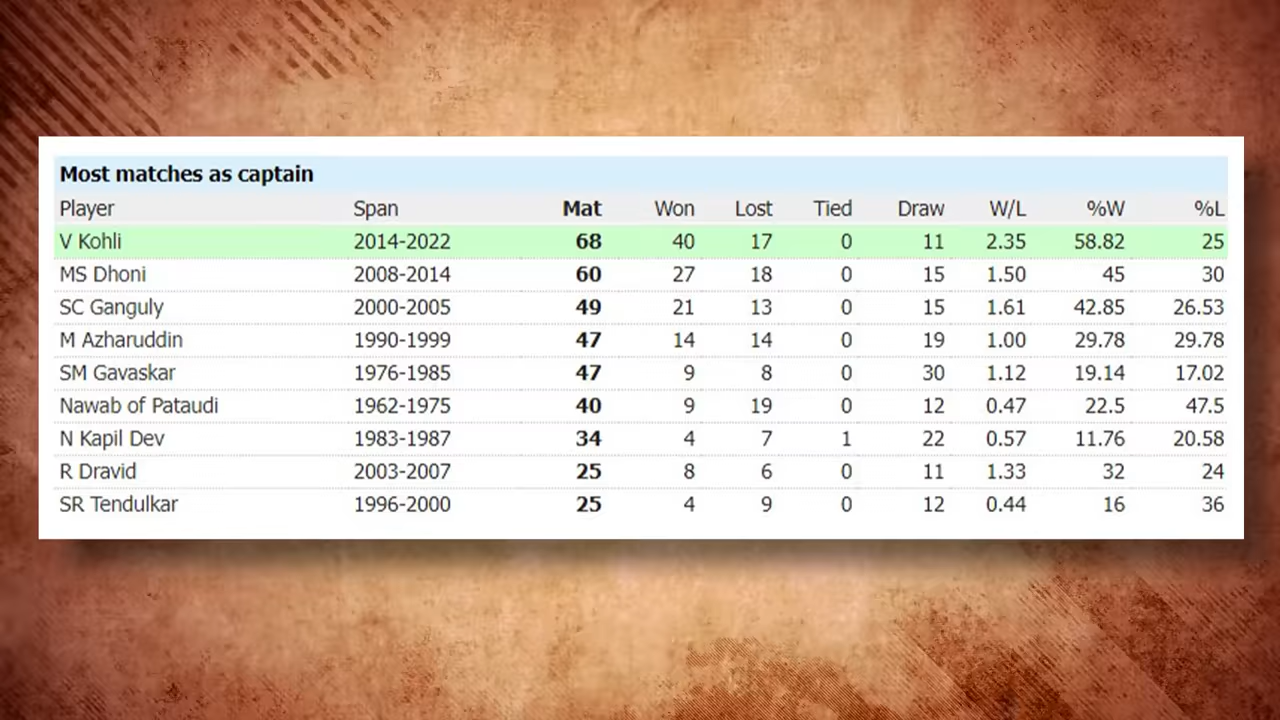 Most matches as captain
Player Span Mat Won Lost Tied Draw W/L %W %L
V Kohli 2014-2022 68 40 17 0 11 2.35 58.82 25
MS Dhoni 2008-2014 60 27 18 0 15 1.50 45 30
SC Ganguly 2000-2005 49 21 13 0 15 1.61 42.85 26.53
M Azharuddin 1990-1999 47 14 14 0 19 1.00 29.78 29.78
SM Gavaskar 1976-1985 47 9 8 0 30 1.12 19.14 17.02
Nawab of Pataudi 1962-1975 40 9 19 0 12 0.47 22.5 47.5
N Kapil Dev 1983-1987 34 4 7 1 22 0.57 11.76 20.58
R Dravid 2003-2007 25 8 6 0 11 1.33 32 24
SR Tendulkar 1996-2000 25 4 9 0 12 0.44 16 36